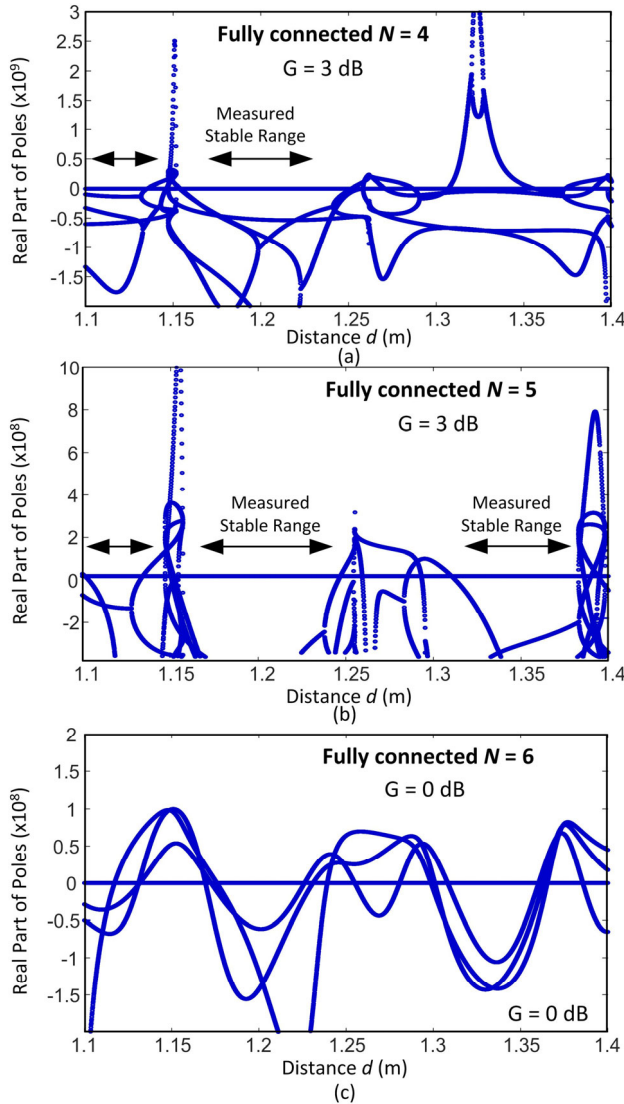 Fully connected N = 4
G = 3 dB
Measured
Stable Range
Real Part of Poles (x10⁹)
3
2.5
2
1.5
1
0.5
0
-0.5
-1
-1.5
1.1 1.15 1.2 1.25 1.3 1.35 1.4
Distance d (m)
(a)
Fully connected N = 5
G = 3 dB
Measured
Stable Range
Measured
Stable Range
Real Part of Poles (x10⁸)
10
8
6
4
2
0
-2
1.1 1.15 1.2 1.25 1.3 1.35 1.4
Distance d (m)
(b)
Fully connected N = 6
G = 0 dB
Real Part of Poles (x10⁸)
2
1.5
1
0.5
0
-0.5
-1
-1.5
G = 0 dB
1.1 1.15 1.2 1.25 1.3 1.35 1.4
Distance d (m)
(c)